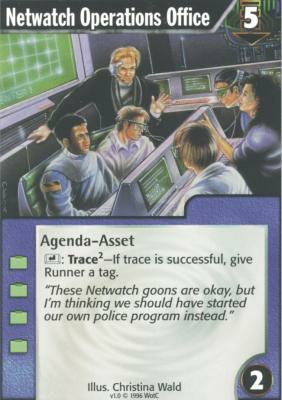 Netwatch Operations Office
5
Agenda-Asset
: Trace²—If trace is successful, give
Runner a tag.
"These Netwatch goons are okay, but
I'm thinking we should have started
our own police program instead."
2
Illus. Christina Wald
v1.0 © 1996 WotC